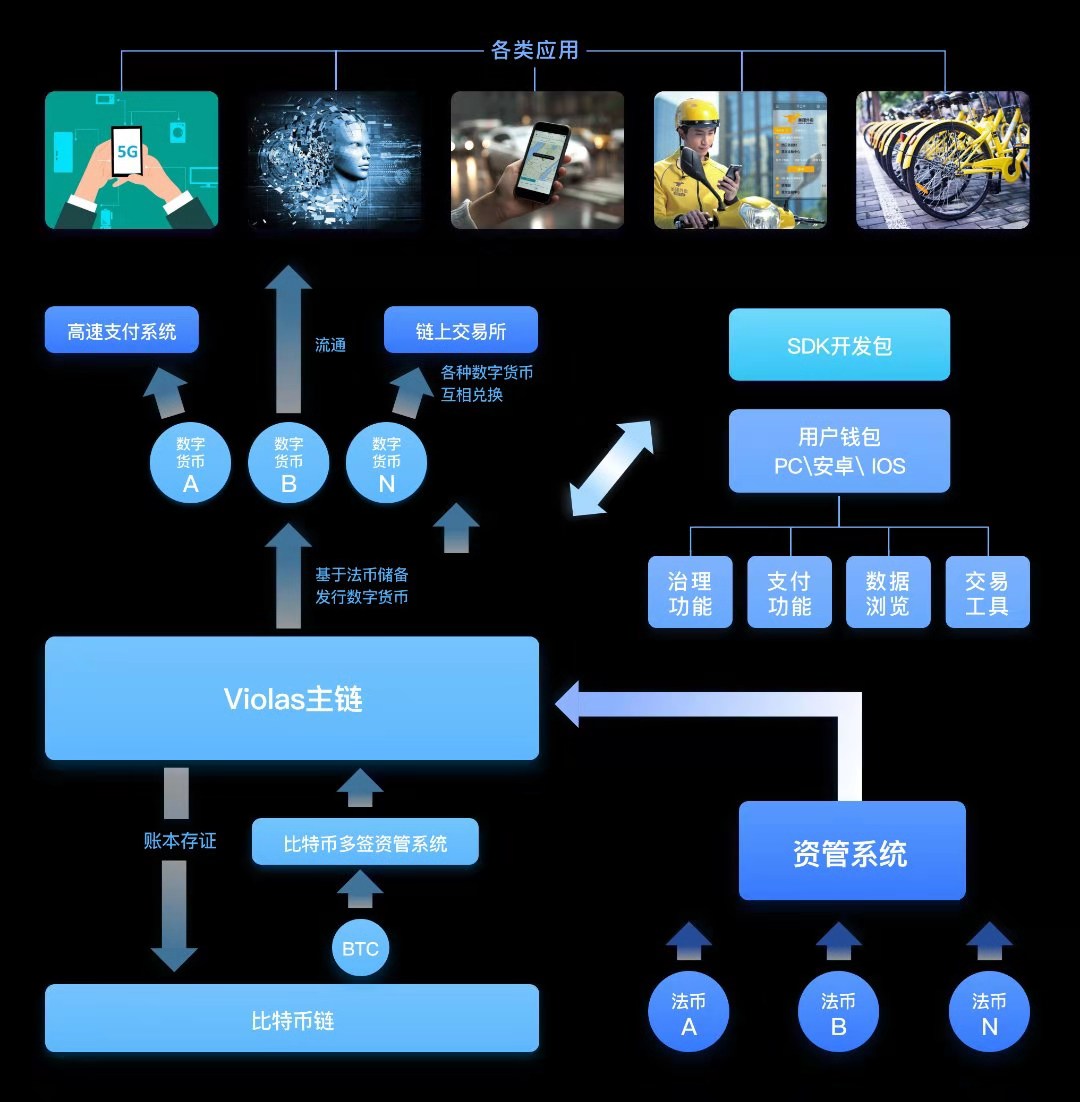 各类应用
5G
高速支付系统
流通
链上交易所
各种数字货币
互相兑换
数字
货币
A
数字
货币
B
数字
货币
N
SDK开发包
用户钱包
PC\安卓\ IOS
治理
功能
支付
功能
数据
浏览
交易
工具
基于法币储备
发行数字货币
Violas主链
账本存证
比特币多签资管系统
BTC
比特币链
资管系统
法币
A
法币
B
法币
N